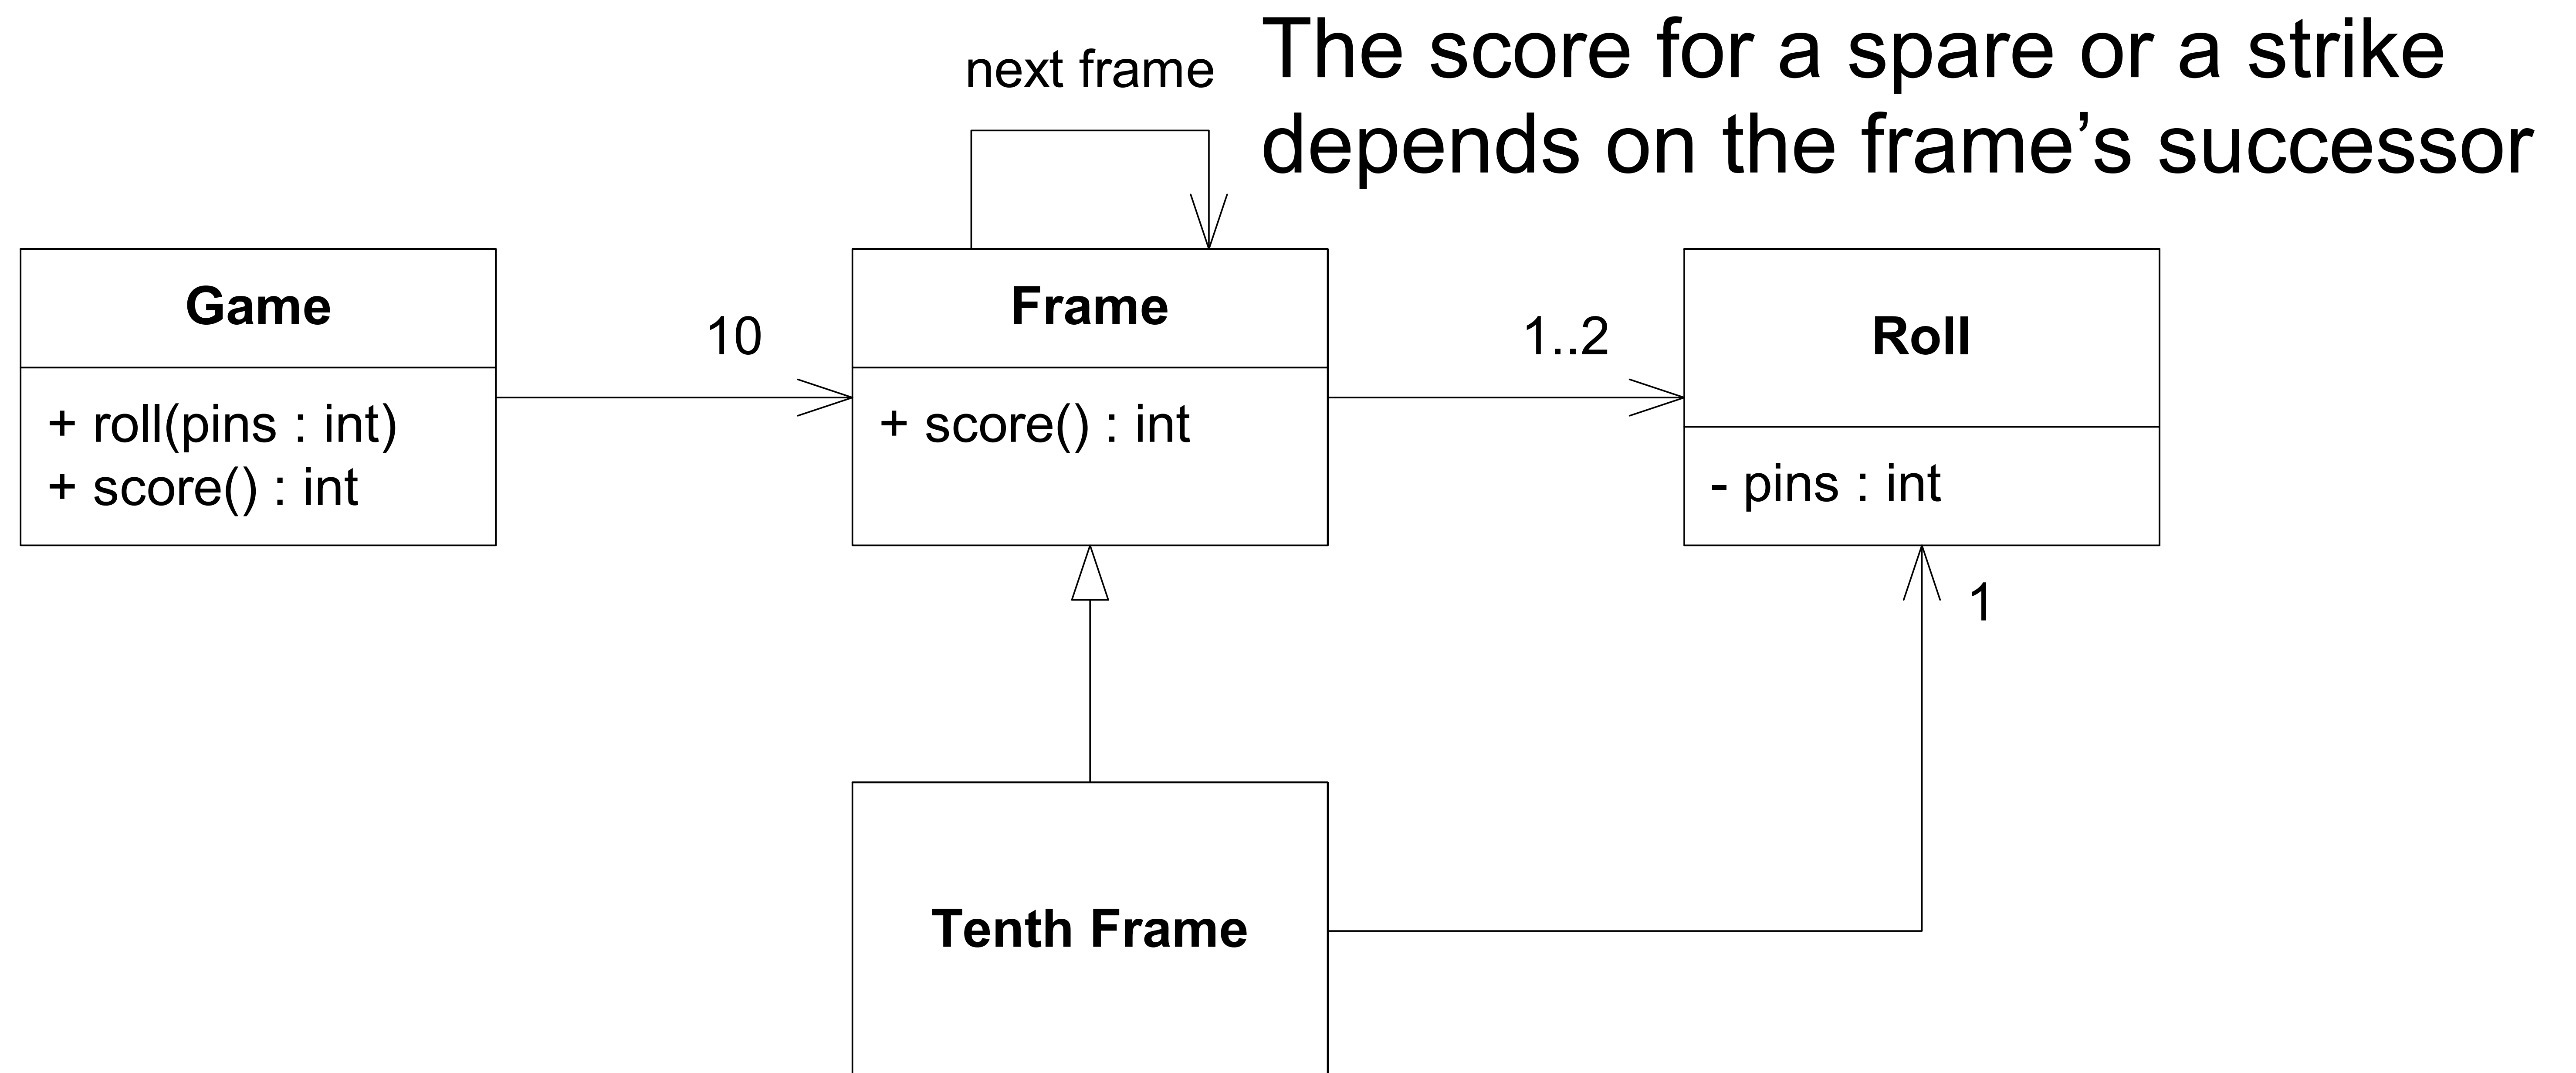 The score for a spare or a strike
depends on the frame’s successor
next frame
Game
+ roll(pins : int)
+ score() : int
10
Frame
+ score() : int
1..2
Roll
- pins : int
1
Tenth Frame